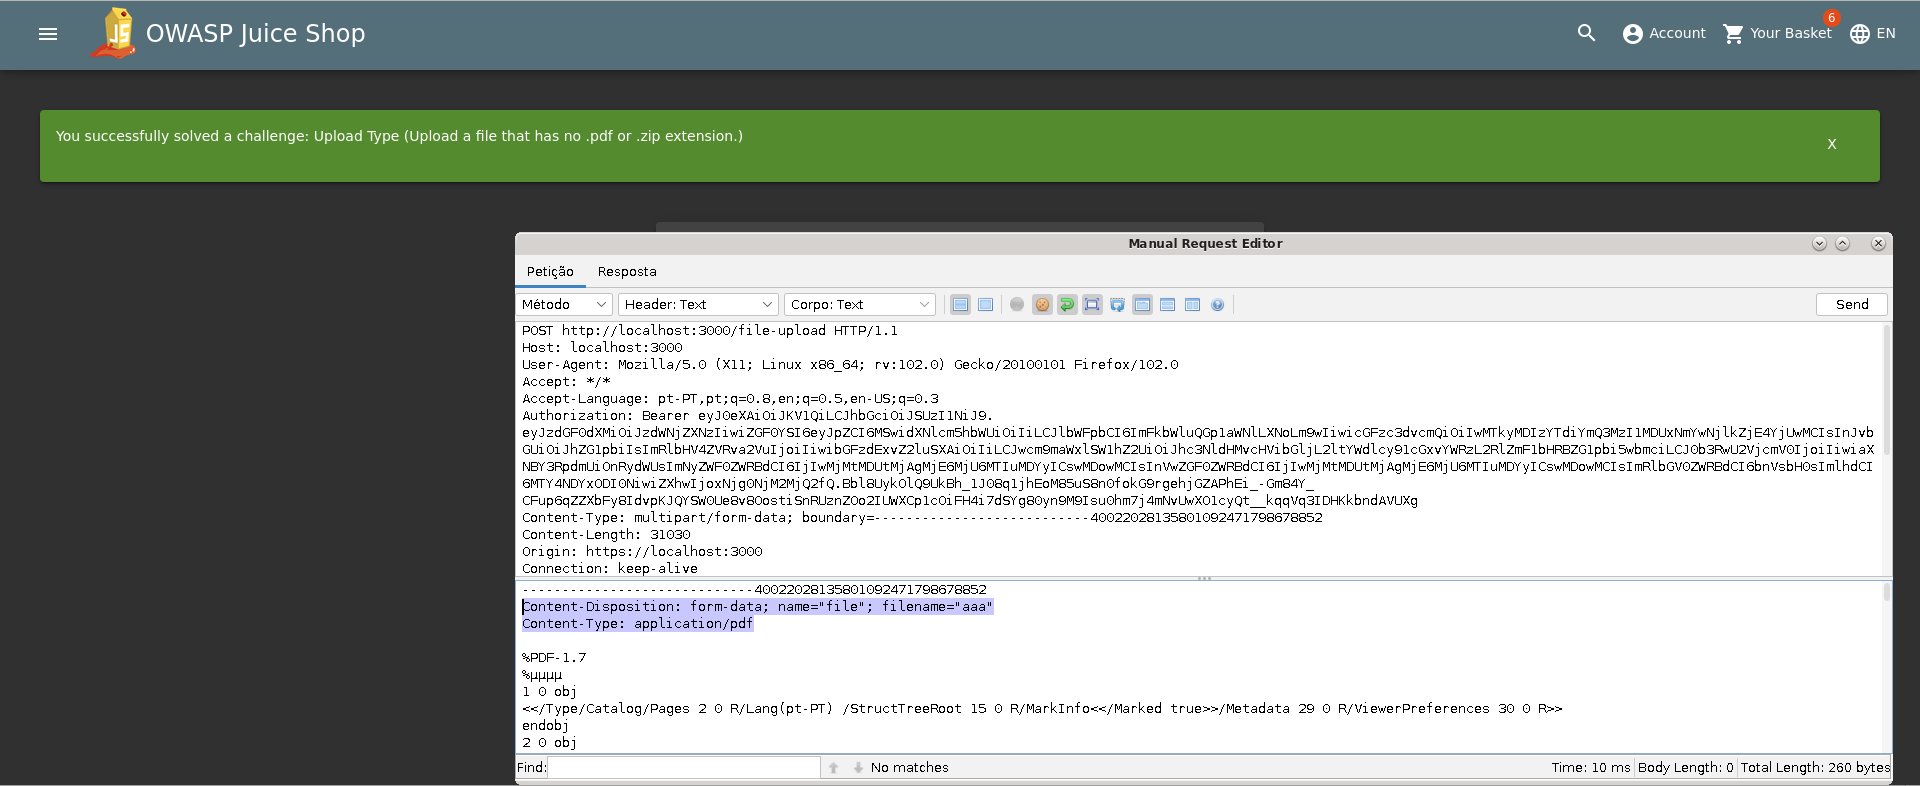 OWASP Juice Shop
Account
6
Your Basket
EN
You successfully solved a challenge: Upload Type (Upload a file that has no .pdf or .zip extension.)
X
Manual Request Editor
Petição
Resposta
Método
Header: Text
Corpo: Text
Send
POST http://localhost:3000/file-upload HTTP/1.1
Host: localhost:3000
User-Agent: Mozilla/5.0 (X11; Linux x86_64; rv:102.0) Gecko/20100101 Firefox/102.0
Accept: */*
Accept-Language: pt-PT,pt;q=0.8,en;q=0.5,en-US;q=0.3
Authorization: Bearer eyJ0eXAiOiJKV1QiLCJhbGciOiJSUzI1NiJ9.
Content-Type: multipart/form-data; boundary=---------------------------40022028135801092471798678852
Content-Length: 31030
Origin: https://localhost:3000
Connection: keep-alive
-----------------------------40022028135801092471798678852
Content-Disposition: form-data; name="file"; filename="aaa"
Content-Type: application/pdf
%PDF-1.7
%µµµµ
1 0 obj
<</Type/Catalog/Pages 2 0 R/Lang(pt-PT) /StructTreeRoot 15 0 R/MarkInfo<</Marked true>>/Metadata 29 0 R/ViewerPreferences 30 0 R>>
endobj
2 0 obj
Find:
No matches
Time: 10 ms
Body Length: 0
Total Length: 260 bytes